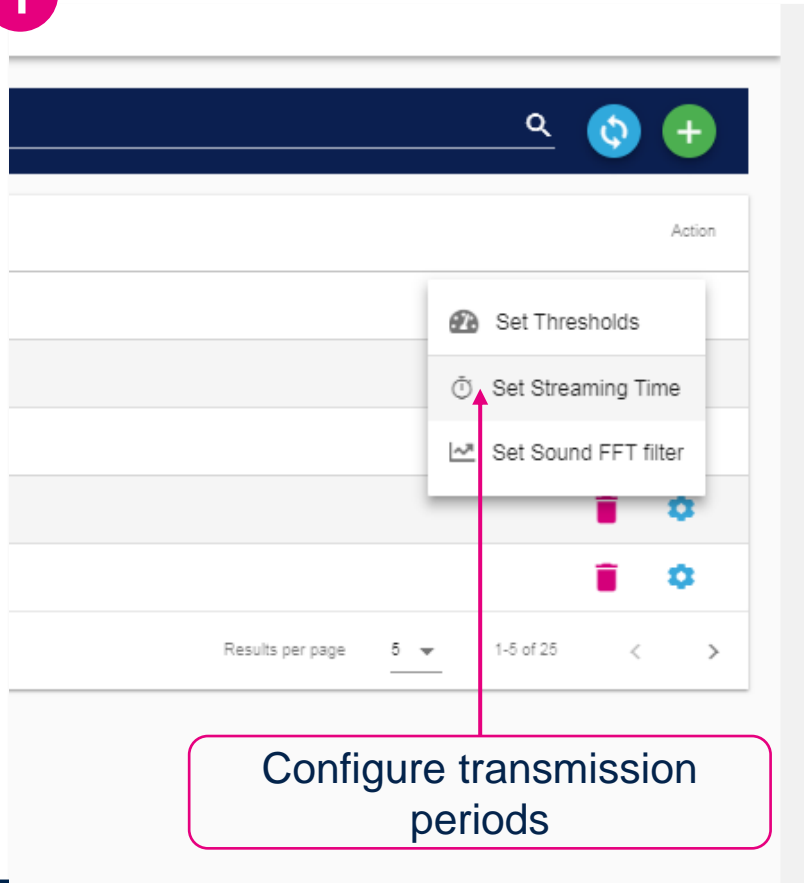 Action
Set Thresholds
Set Streaming Time
Set Sound FFT filter
Results per page 5 1-5 of 25
Configure transmission
periods